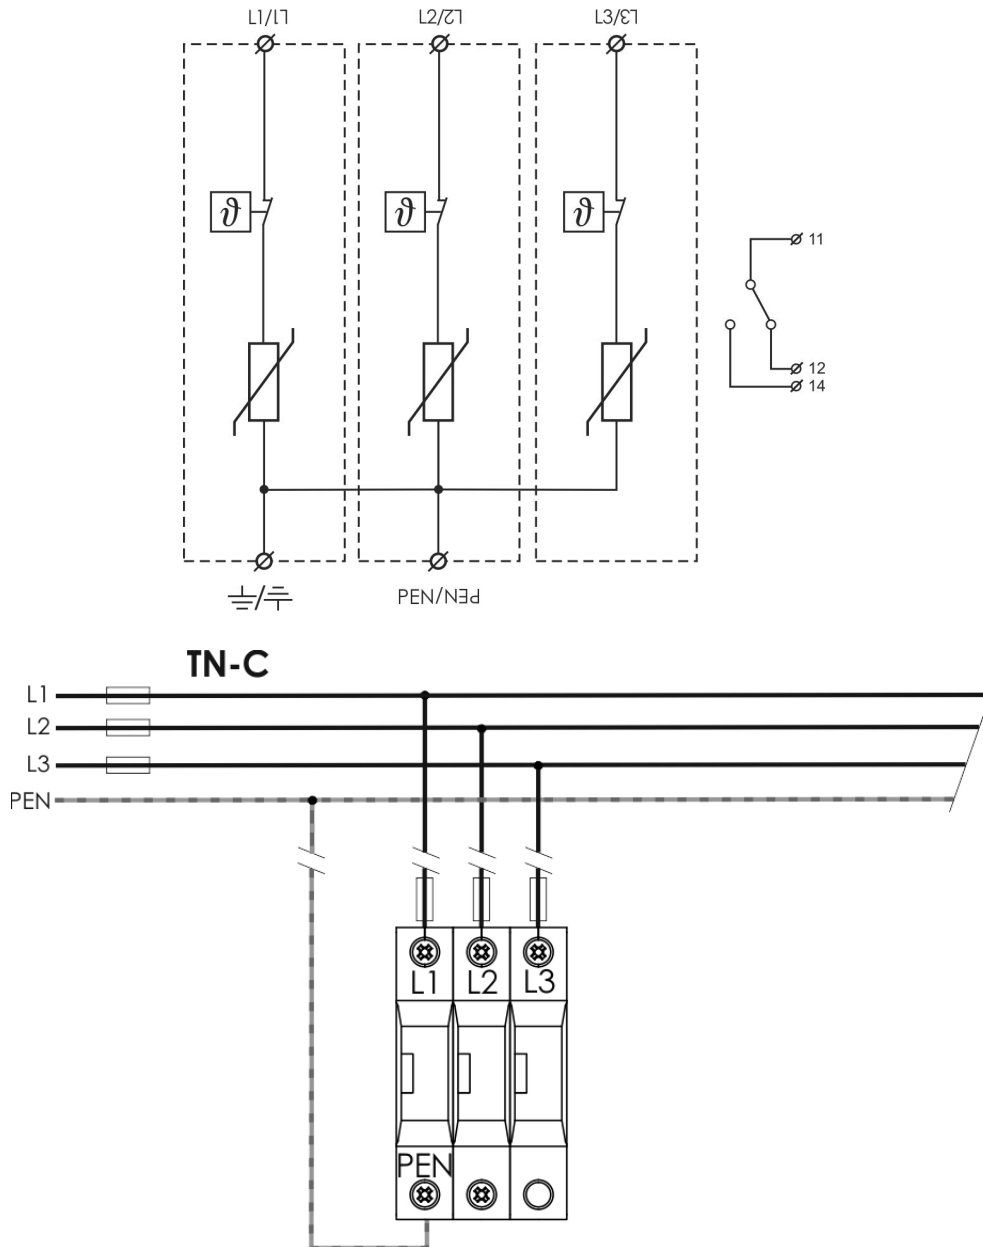 L1/L1
L2/L2
L3/L3
ϑ
ϑ
ϑ
11
12
14
PEN/PEN
TN-C
L1
L2
L3
PEN
L1
L2
L3
PEN